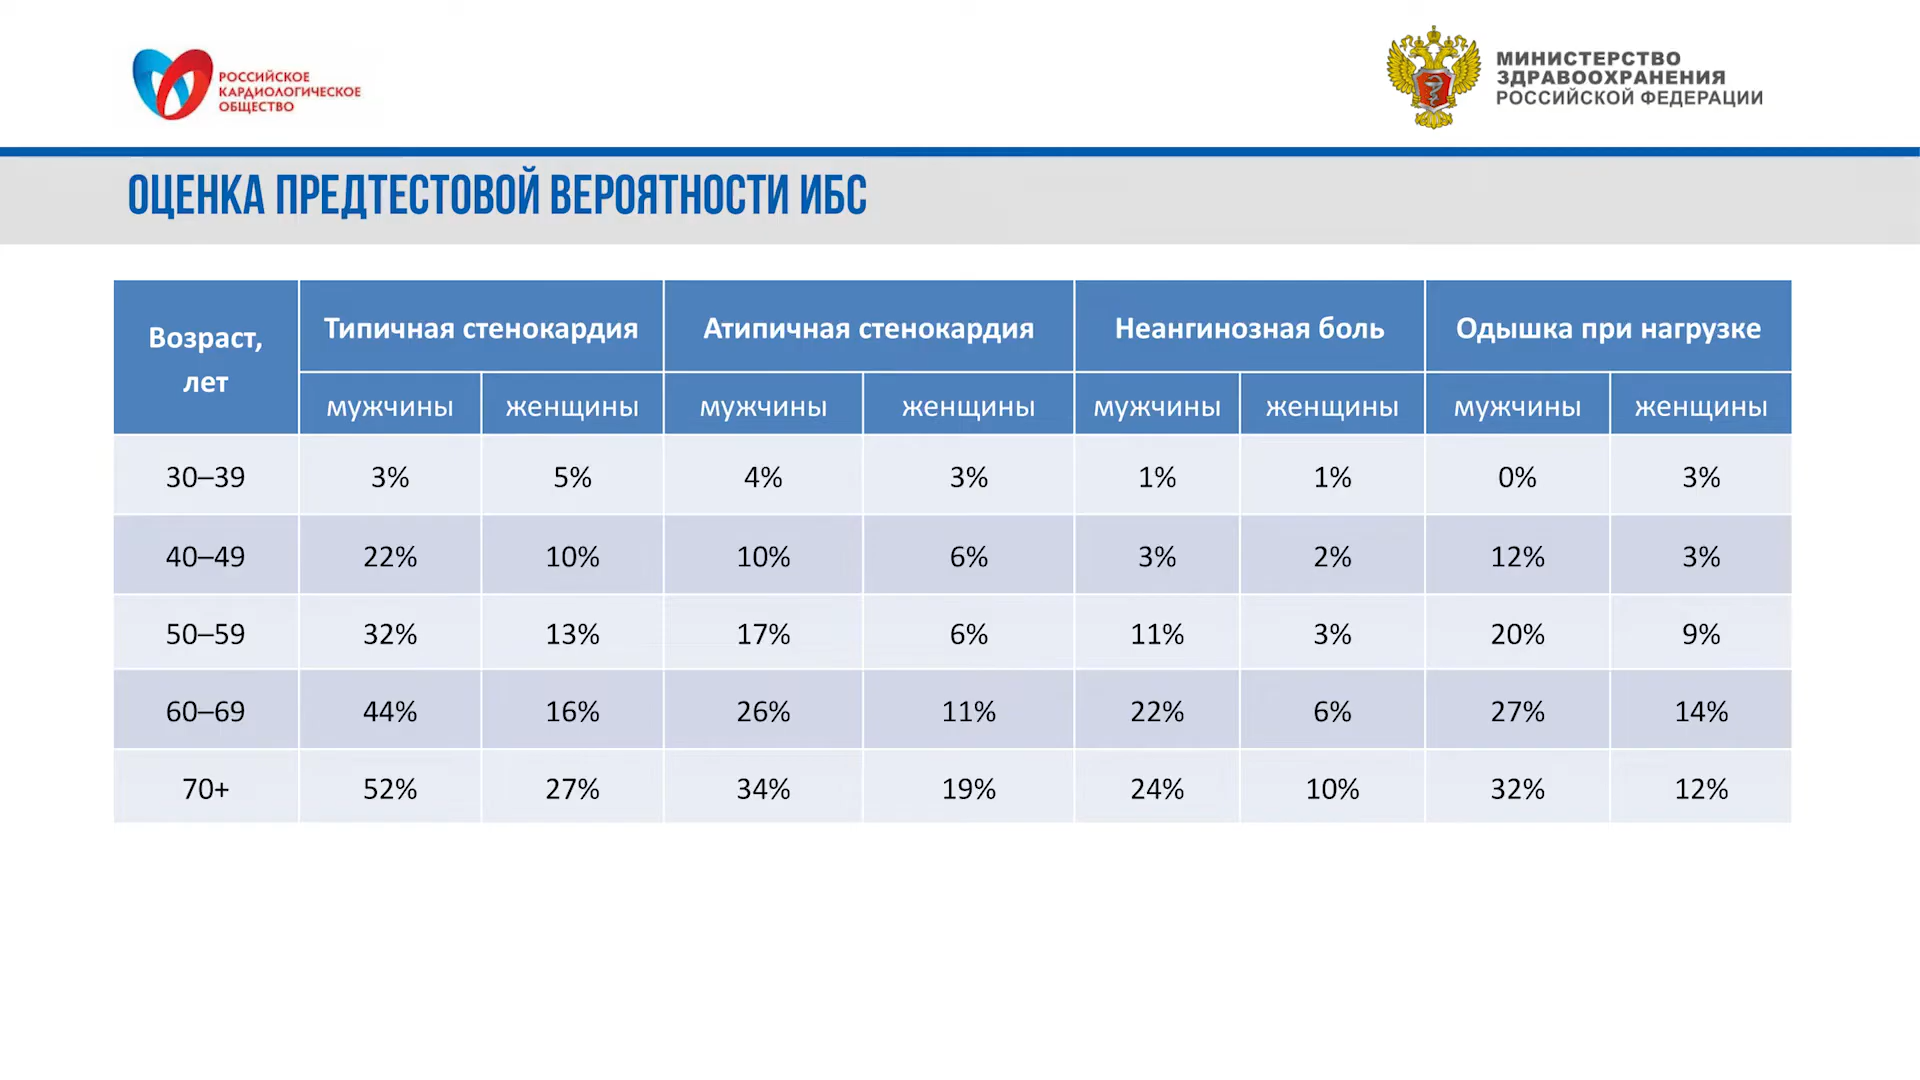 РОССИЙСКОЕ
КАРДИОЛОГИЧЕСКОЕ
ОБЩЕСТВО
МИНИСТЕРСТВО
ЗДРАВООХРАНЕНИЯ
РОССИЙСКОЙ ФЕДЕРАЦИИ
ОЦЕНКА ПРЕДТЕСТОВОЙ ВЕРОЯТНОСТИ ИБС
Возраст,
лет
Типичная стенокардия Атипичная стенокардия Неангинозная боль Одышка при нагрузке
мужчины женщины мужчины женщины мужчины женщины мужчины женщины
30–39 3% 5% 4% 3% 1% 1% 0% 3%
40–49 22% 10% 10% 6% 3% 2% 12% 3%
50–59 32% 13% 17% 6% 11% 3% 20% 9%
60–69 44% 16% 26% 11% 22% 6% 27% 14%
70+ 52% 27% 34% 19% 24% 10% 32% 12%